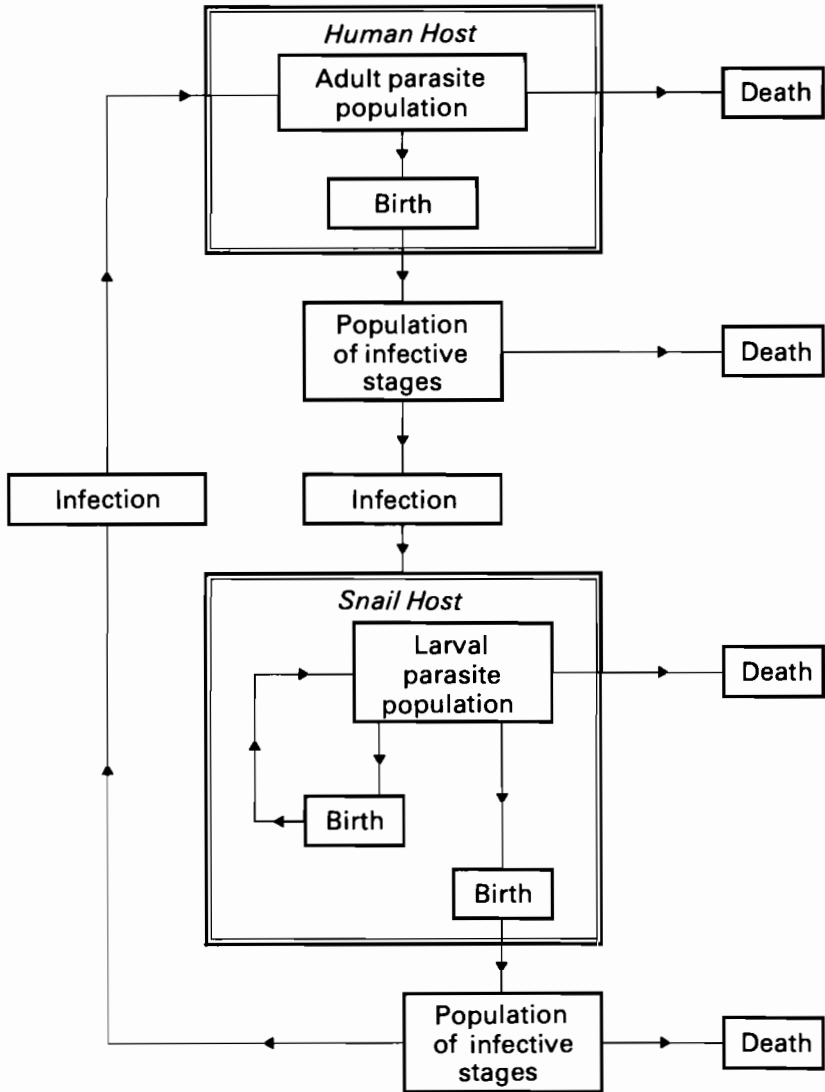 Human Host
Adult parasite
population
Death
Birth
Population
of infective
stages
Death
Infection
Infection
Snail Host
Larval
parasite
population
Death
Birth
Birth
Population
of infective
stages
Death